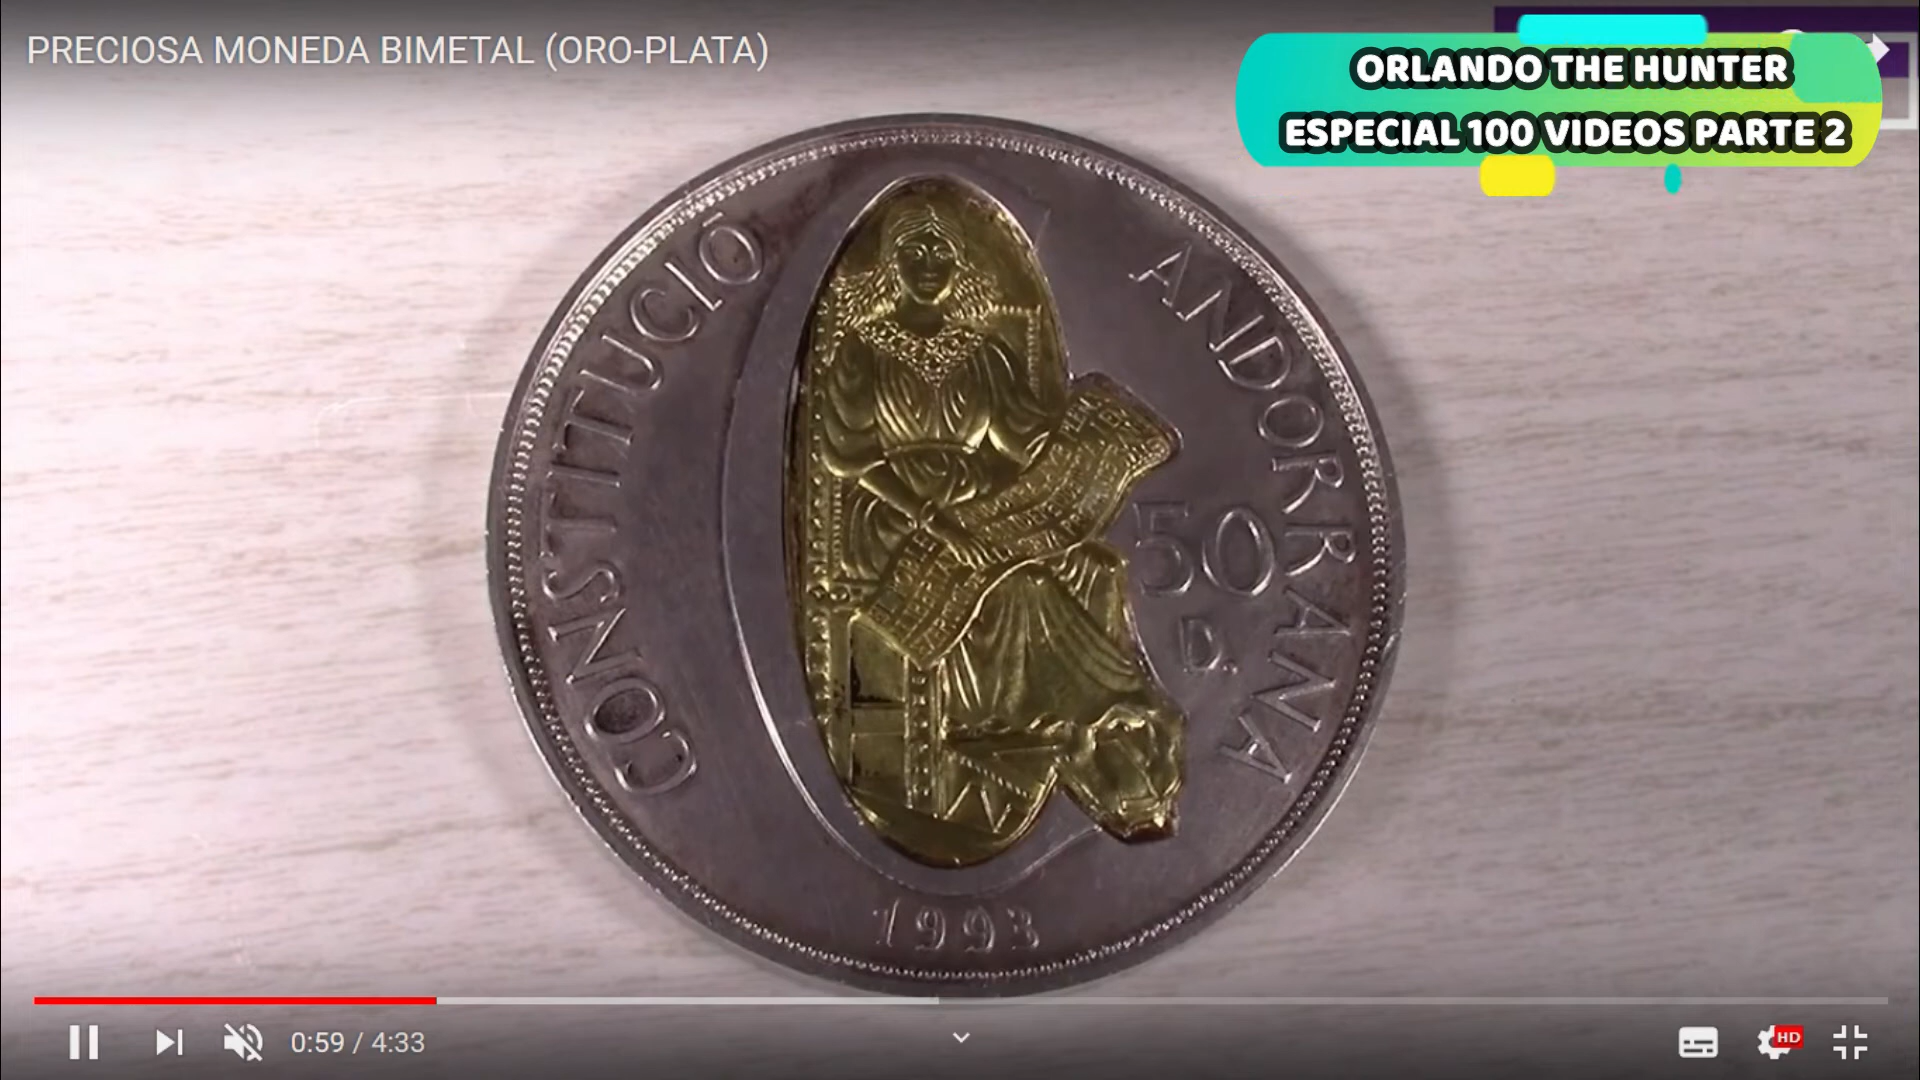 PRECIOSA MONEDA BIMETAL (ORO-PLATA)
ORLANDO THE HUNTER
ESPECIAL 100 VIDEOS PARTE 2
CONSTITUCIÓ
ANDORRANA
50
D.
1993
0:59 / 4:33
HD